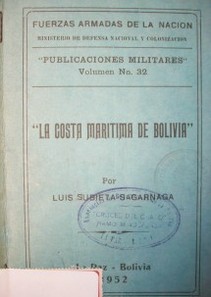 FUERZAS ARMADAS DE LA NACION
MINISTERIO DE DEFENSA NACIONAL Y COLONIZACION
"PUBLICACIONES MILITARES"
Volumen No. 32
"LA COSTA MARITIMA DE BOLIVIA"
Por
LUIS SUBIETA SAGARNAGA
Paz - Bolivia
1952